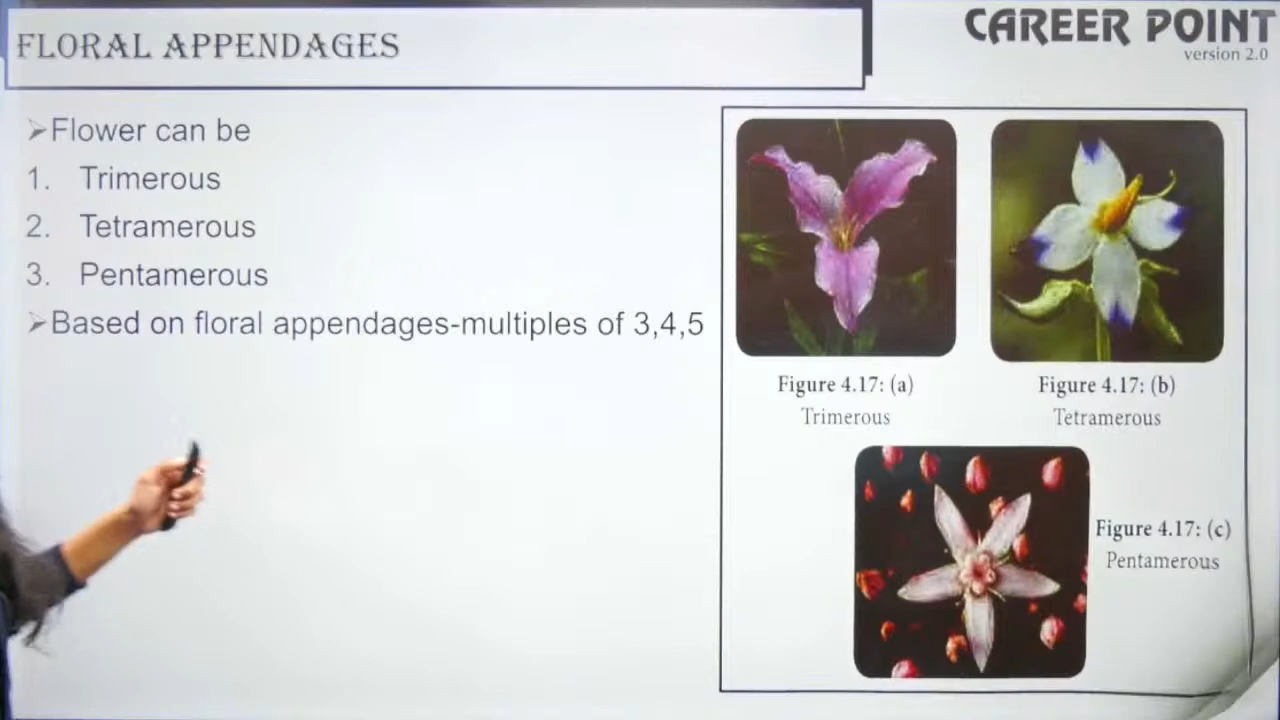 FLORAL APPENDAGES
CAREER POINT
version 2.0
➢Flower can be
1. Trimerous
2. Tetramerous
3. Pentamerous
➢Based on floral appendages-multiples of 3,4,5
Figure 4.17: (a)
Trimerous
Figure 4.17: (b)
Tetramerous
Figure 4.17: (c)
Pentamerous